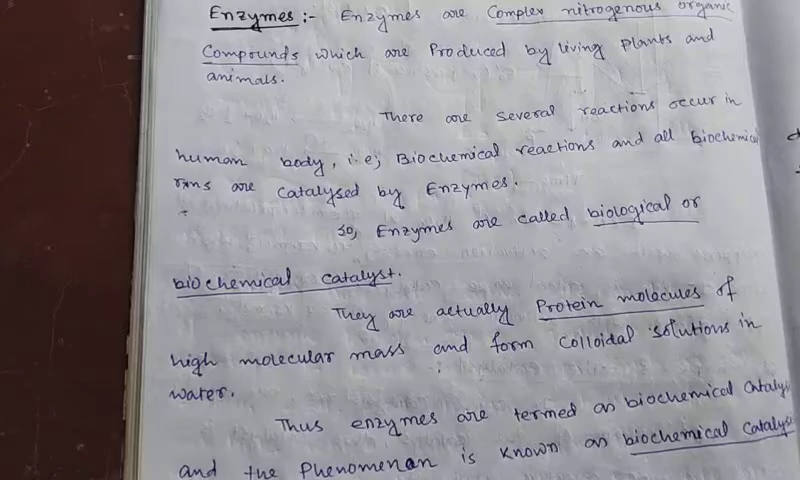 Enzymes :- Enzymes are Complex nitrogenous organic
Compounds which are Produced by living plants and
animals.
There are several reactions occur in
human body, i.e; Biochemical reactions and all biochemical
rxns are catalysed by Enzymes.
so, Enzymes are called biological or
biochemical catalyst.
They are actually Protein molecules of
high molecular mass and form colloidal solutions in
water.
Thus enzymes are termed as biochemical catalys
and the Phenomenan is known as biochemical catalys